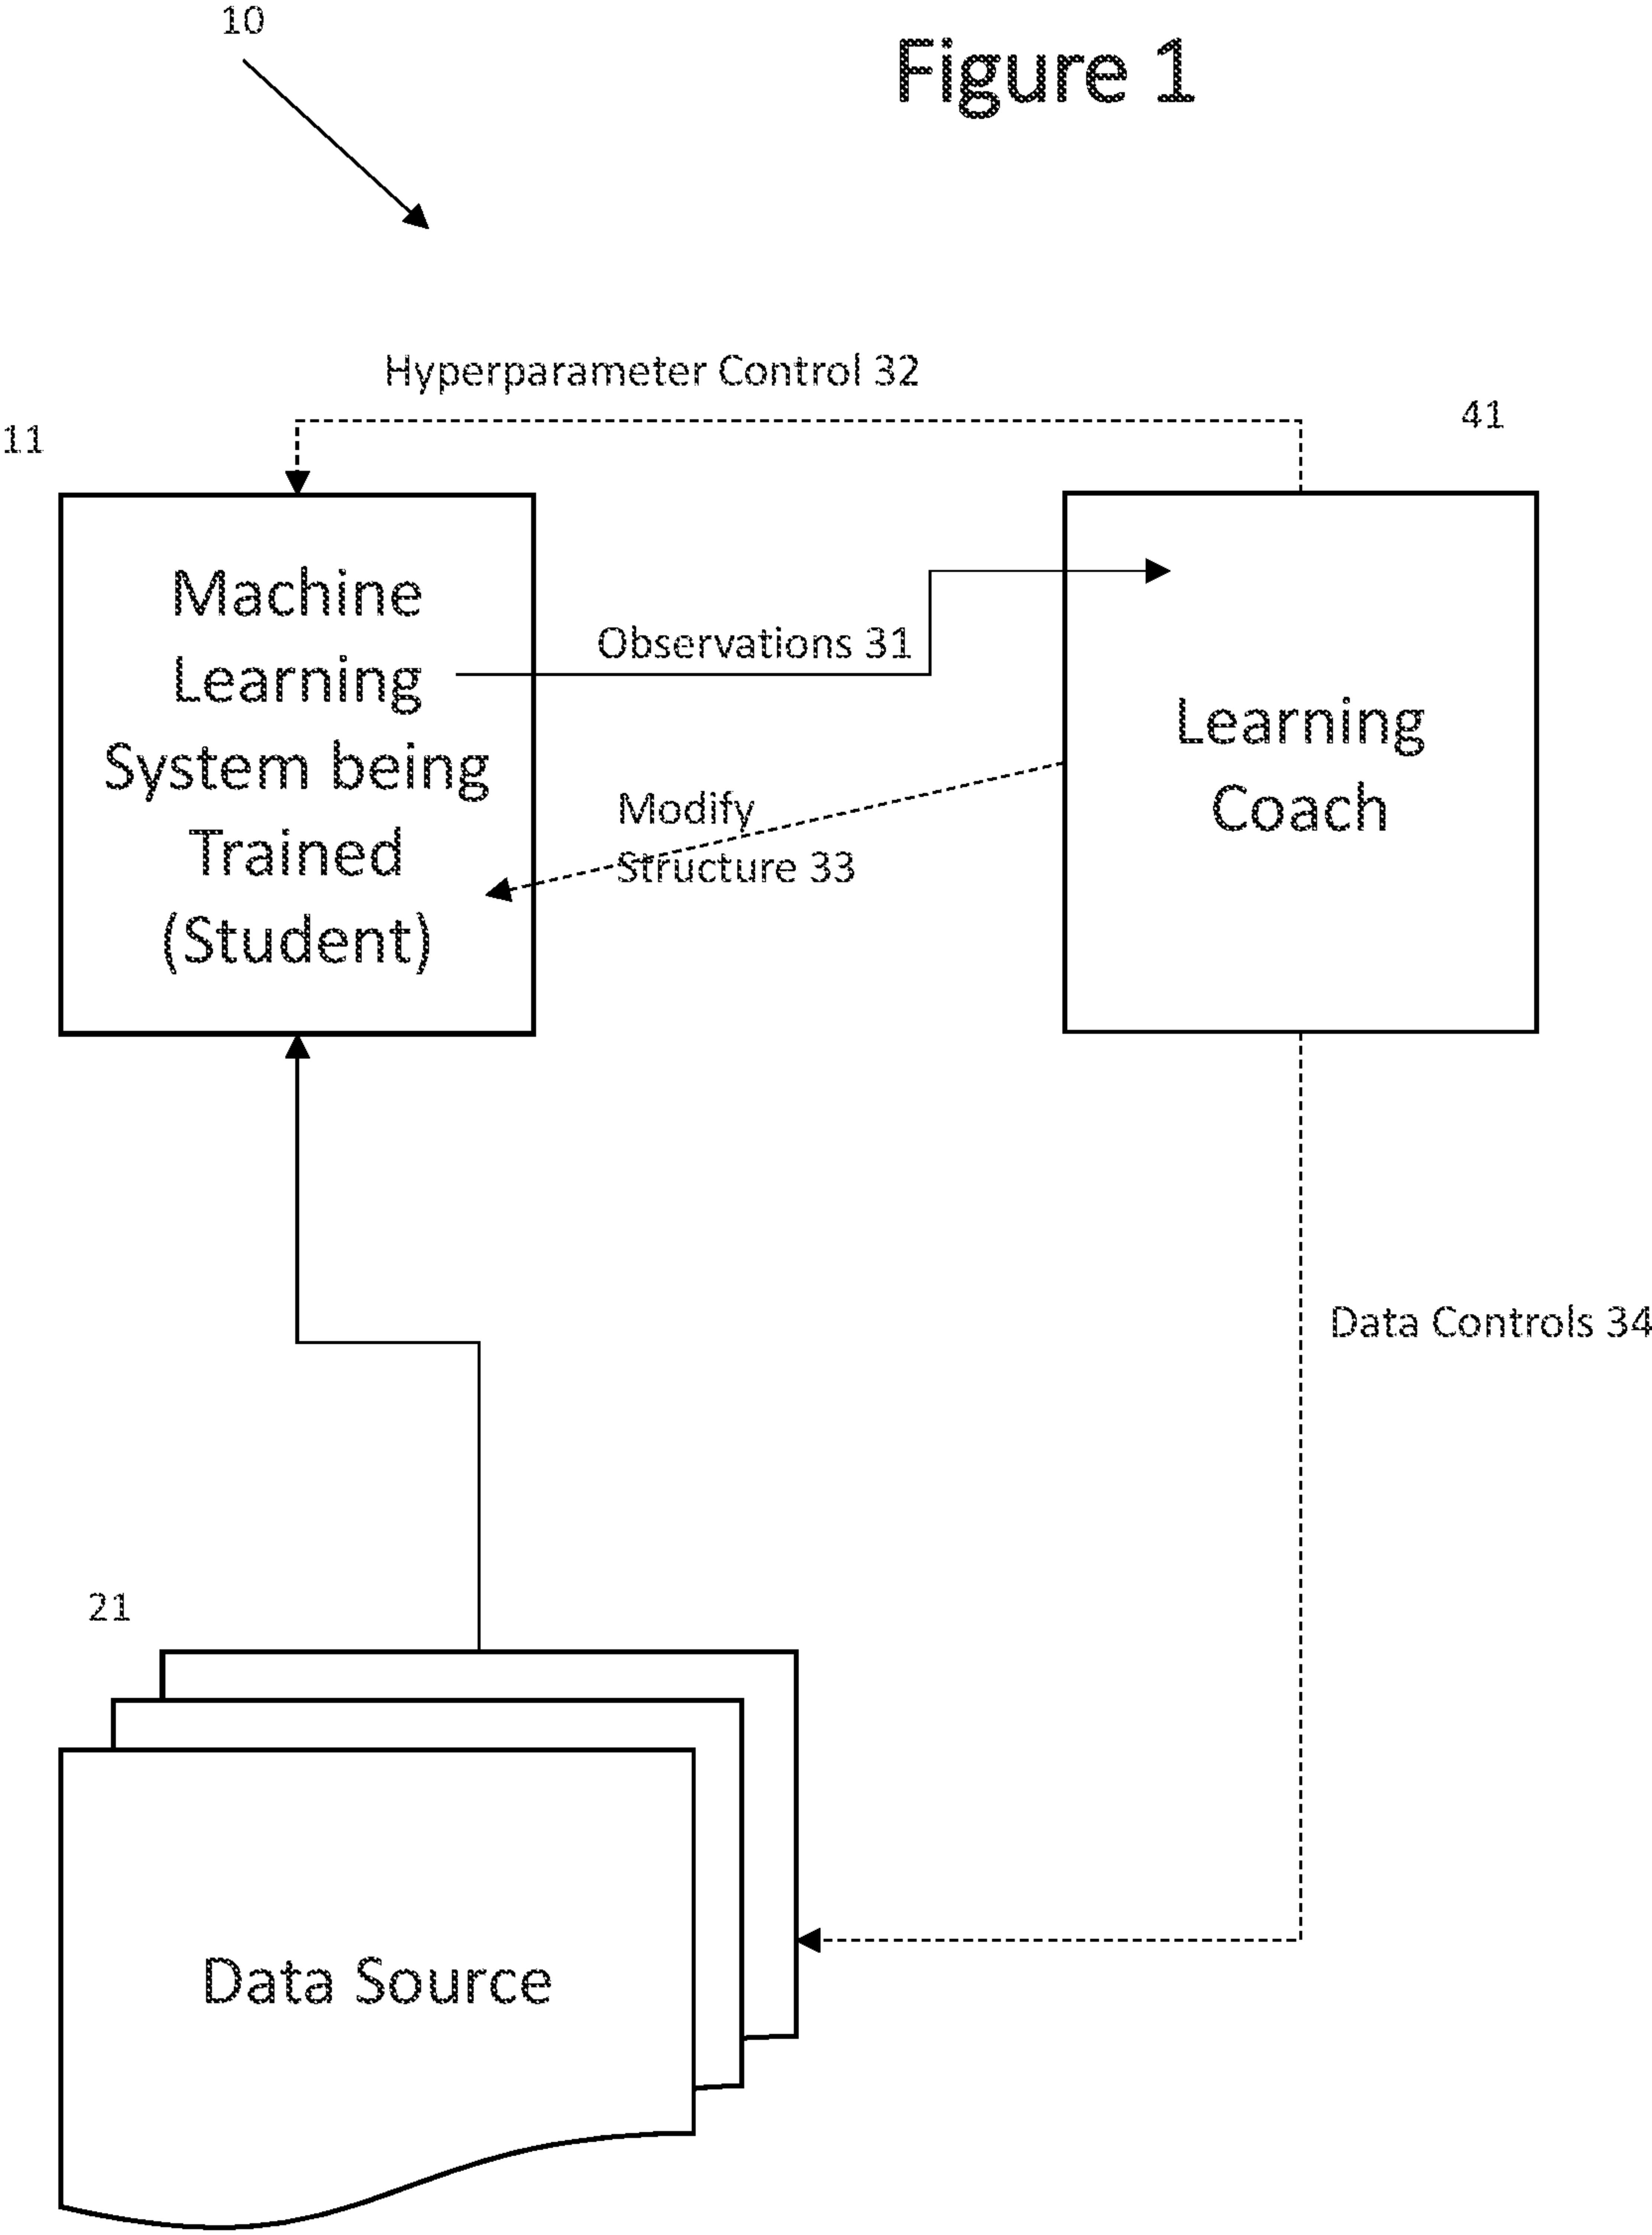 10
Figure 1
Hyperparameter Control 32
11
41
Machine
Learning
System being
Trained
(Student)
Observations 31
Learning
Coach
Modify
Structure 33
Data Controls 34
21
Data Source